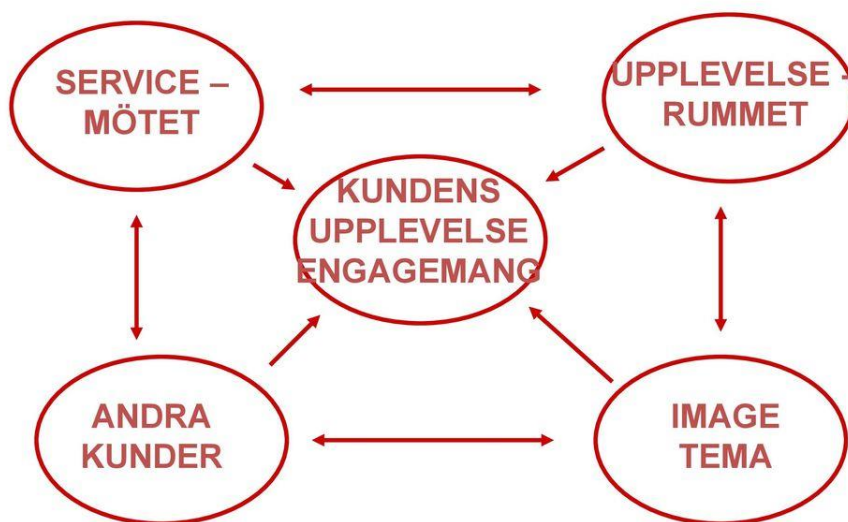 SERVICE –
MÖTET
UPPLEVELSE -
RUMMET
KUNDENS
UPPLEVELSE
ENGAGEMANG
ANDRA
KUNDER
IMAGE
TEMA